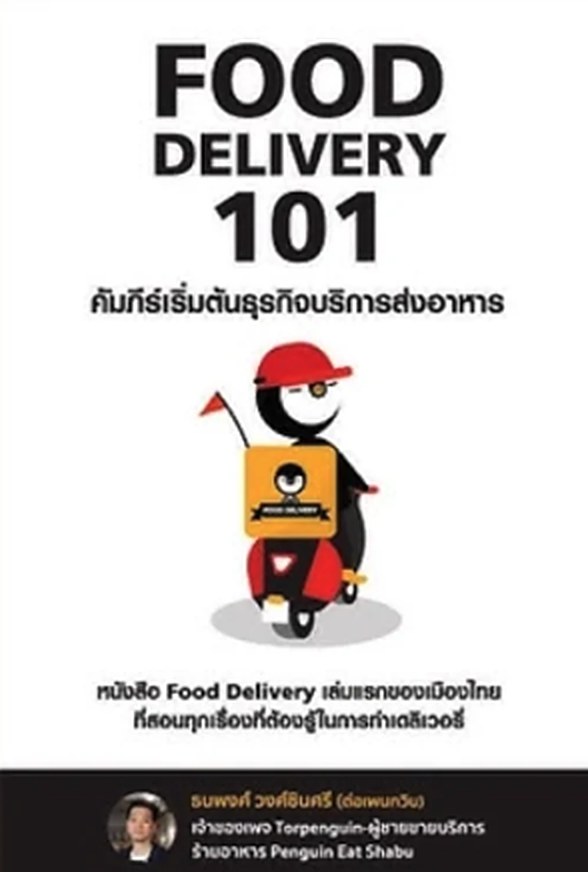 FOOD
DELIVERY
101
คัมภีร์เริ่มต้นธุรกิจบริการส่งอาหาร
FOOD DELIVERY
หนังสือ Food Delivery เล่มแรกของเมืองไทย
ที่สอนทุกเรื่องที่ต้องรู้ในการทำเดลิเวอรี่
ธนพงศ์ วงศ์ชินศรี (ต่อเพนกวิน)
เจ้าของเพจ Torpenguin-ผู้ชายขายบริการ
ร้านอาหาร Penguin Eat Shabu